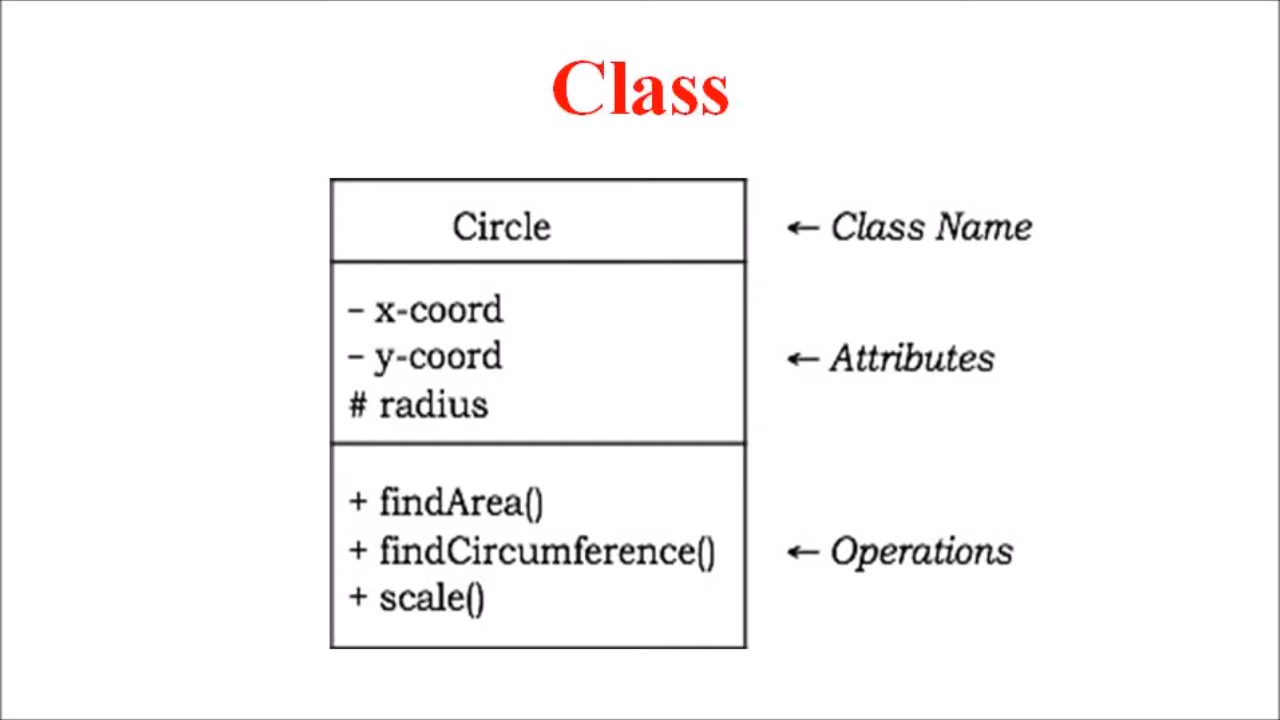 Class
Circle
← Class Name
– x-coord
– y-coord
← Attributes
# radius
+ findArea()
+ findCircumference()
← Operations
+ scale()